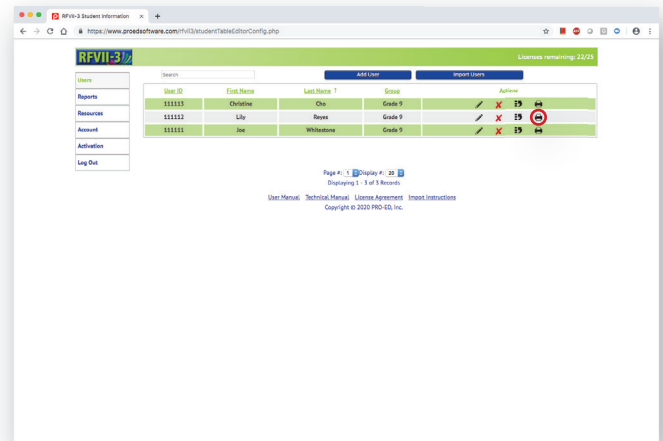 RFVII-3 Student Information
https://www.proedsoftware.com/rfvii3/studentTableEditorConfig.php
RFVII-3
Licenses remaining: 22/25
Users
Reports
Resources
Account
Activation
Log Out
Search
Add User
Import Users
User ID First Name Last Name ↑ Group Actions
111113 Christine Cho Grade 9
111112 Lily Reyes Grade 9
111111 Joe Whitestone Grade 9
Page #: 1 Display #: 20
Displaying 1 - 3 of 3 Records
User Manual Technical Manual License Agreement Import Instructions
Copyright © 2020 PRO-ED, Inc.